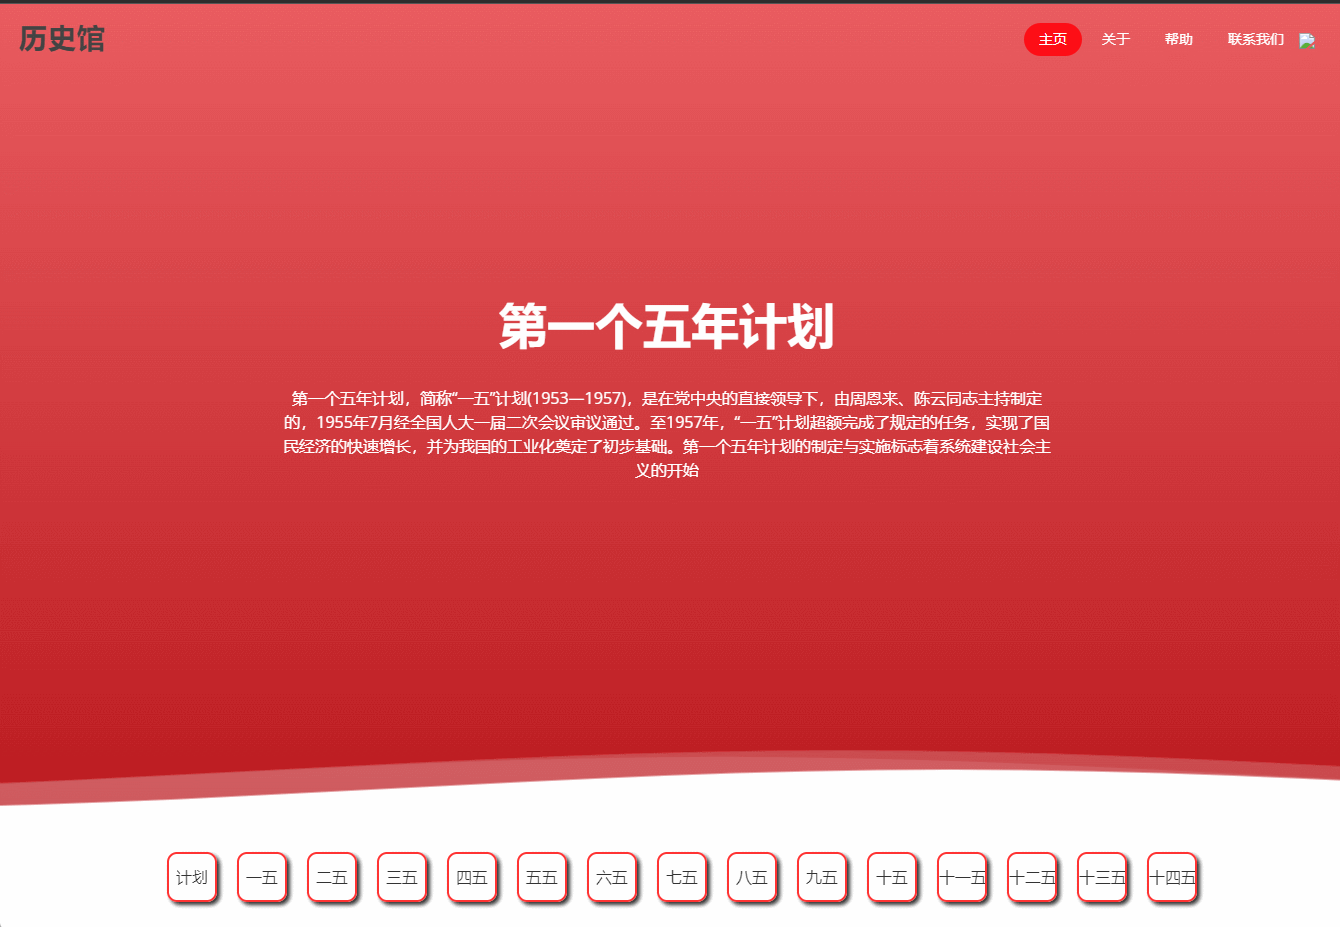 历史馆
主页 关于 帮助 联系我们
第一个五年计划
第一个五年计划，简称“一五”计划(1953—1957)，是在党中央的直接领导下，由周恩来、陈云同志主持制定
的，1955年7月经全国人大一届二次会议审议通过。至1957年，“一五”计划超额完成了规定的任务，实现了国
民经济的快速增长，并为我国的工业化奠定了初步基础。第一个五年计划的制定与实施标志着系统建设社会主
义的开始
计划 一五 二五 三五 四五 五五 六五 七五 八五 九五 十五 十一五 十二五 十三五 十四五